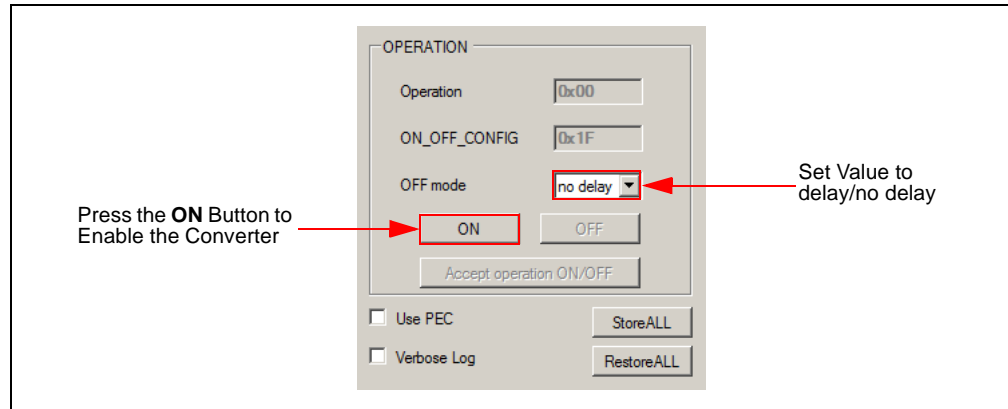 OPERATION
Operation 0x00
ON_OFF_CONFIG 0x1F
OFF mode no delay
Set Value to
delay/no delay
Press the ON Button to
Enable the Converter
ON OFF
Accept operation ON/OFF
Use PEC StoreALL
Verbose Log RestoreALL